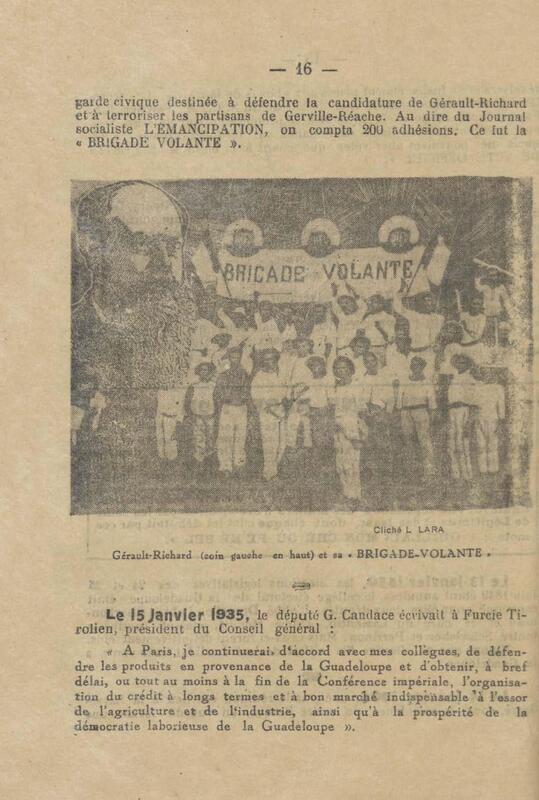 — 16 —
garde civique destinée à défendre la candidature de Gérault-Richard
et à terroriser les partisans de Gerville-Réache. Au dire du Journal
socialiste L'EMANCIPATION, on compta 200 adhésions. Ce fut la
« BRIGADE VOLANTE ».
BRIGADE VOLANTE
Cliché L LARA
Gérault-Richard (coin gauche en haut) et sa « BRIGADE-VOLANTE »
Le 15 Janvier 1935, le député G. Candace écrivait à Furcie Ti-
rolien, président du Conseil général :
« A Paris, je continuerai, d'accord avec mes collegues, de défen-
dre les produits en provenance de la Guadeloupe et d'obtenir, à bref
délai, ou tout au moins à la fin de la Conférence impériale, l'organisa-
tion du crédit à longs termes et à bon marché indispensable à l'essor
de l'agriculture et de l'industrie, ainsi qu'à la prospérité de la
démocratie laborieuse de la Guadeloupe ».